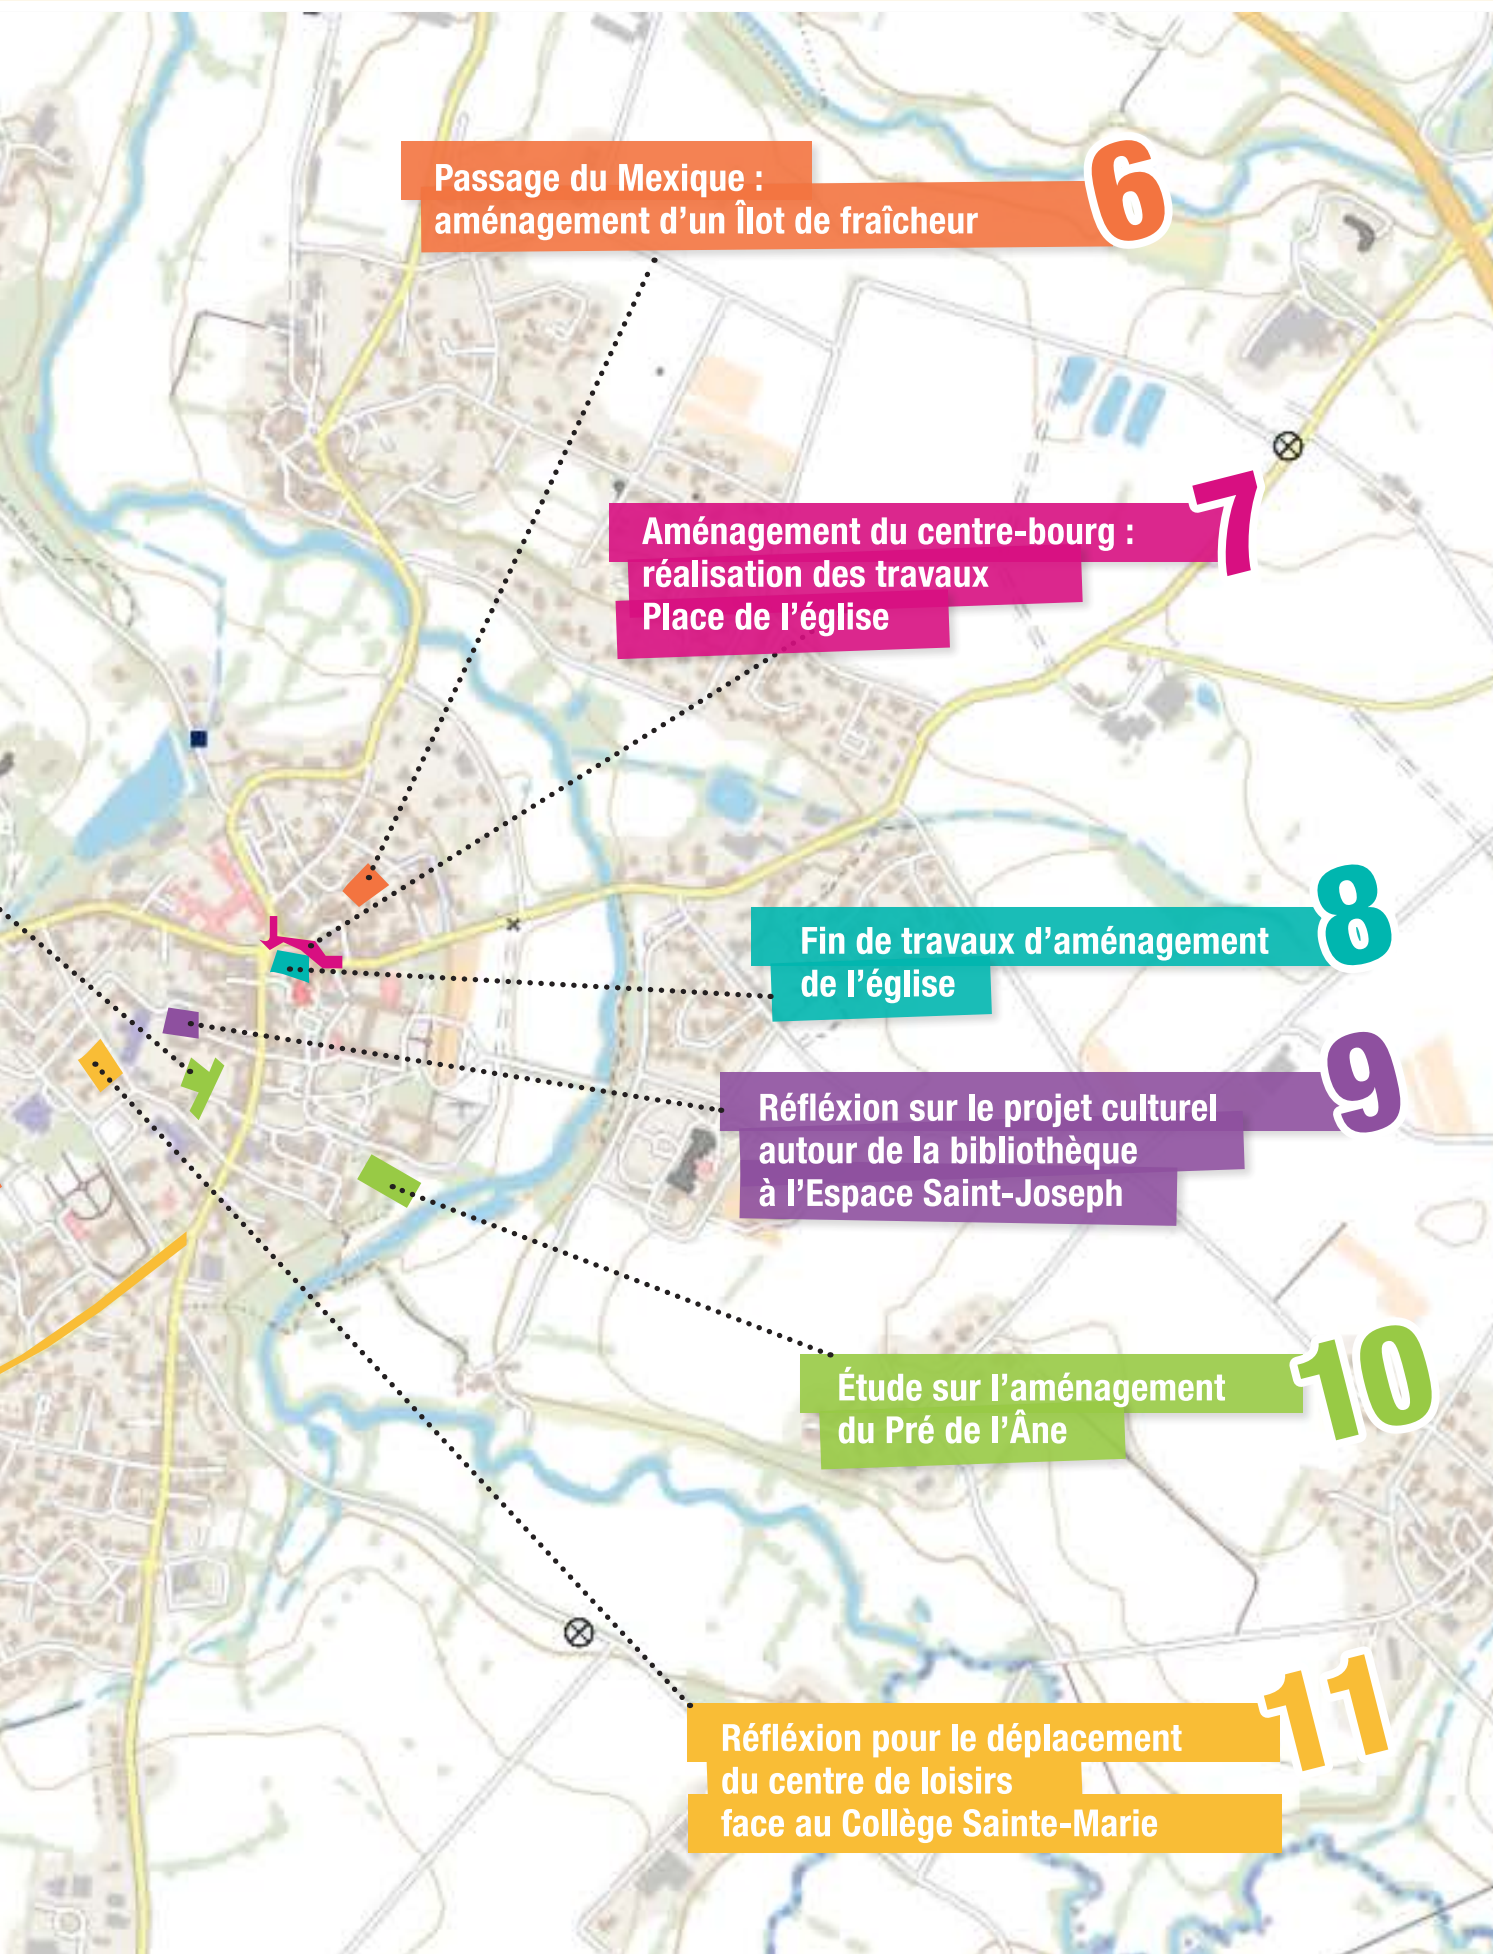 Passage du Mexique :
aménagement d'un Îlot de fraîcheur
6
Aménagement du centre-bourg :
réalisation des travaux
Place de l'église
7
Fin de travaux d'aménagement
de l'église
8
Réfléxion sur le projet culturel
autour de la bibliothèque
à l'Espace Saint-Joseph
9
Étude sur l'aménagement
du Pré de l'Âne
10
Réfléxion pour le déplacement
du centre de loisirs
face au Collège Sainte-Marie
11